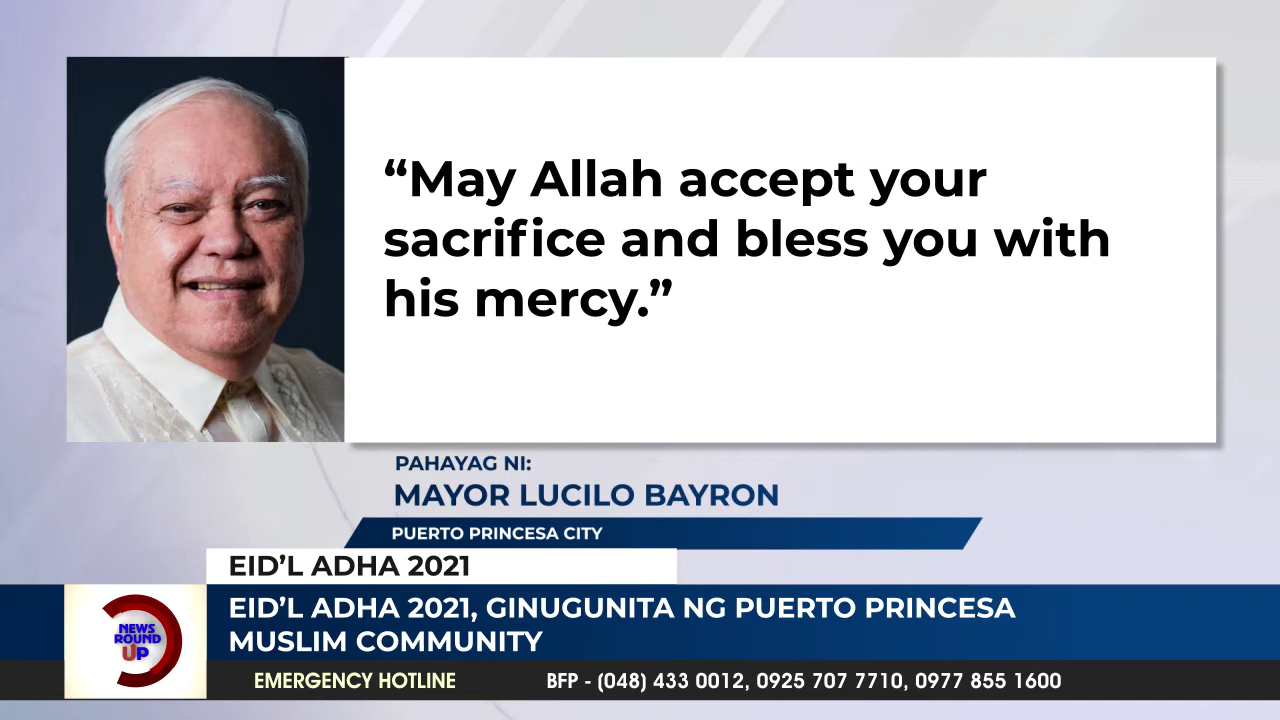 “May Allah accept your
sacrifice and bless you with
his mercy.”
PAHAYAG NI:
MAYOR LUCILO BAYRON
PUERTO PRINCESA CITY
EID’L ADHA 2021
EID’L ADHA 2021, GINUGUNITA NG PUERTO PRINCESA
MUSLIM COMMUNITY
NEWS
ROUND
UP
EMERGENCY HOTLINE BFP - (048) 433 0012, 0925 707 7710, 0977 855 1600